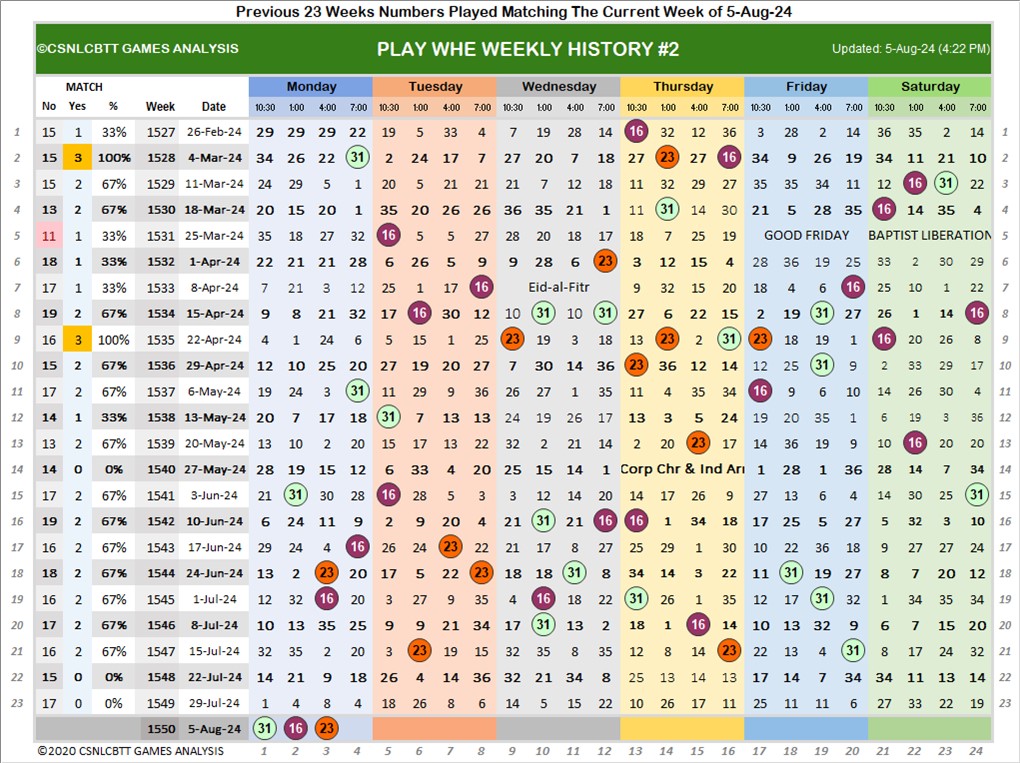 Previous 23 Weeks Numbers Played Matching The Current Week of 5-Aug-24
©CSNLCBTT GAMES ANALYSIS PLAY WHE WEEKLY HISTORY #2 Updated: 5-Aug-24 (4:22 PM)
MATCH Monday Tuesday Wednesday Thursday Friday Saturday
No Yes % Week Date 10:30 1:00 4:00 7:00 10:30 1:00 4:00 7:00 10:30 1:00 4:00 7:00 10:30 1:00 4:00 7:00 10:30 1:00 4:00 7:00 10:30 1:00 4:00 7:00
1 15 1 33% 1527 26-Feb-24 29 29 29 22 19 5 33 4 7 19 28 14 16 32 12 36 3 28 2 14 36 35 2 14 1
2 15 3 100% 1528 4-Mar-24 34 26 22 31 2 24 17 7 27 20 7 18 27 23 27 16 34 9 26 19 34 11 21 10 2
3 15 2 67% 1529 11-Mar-24 24 29 5 1 20 5 21 21 21 7 12 18 11 32 29 27 35 35 34 11 12 16 31 22 3
4 13 2 67% 1530 18-Mar-24 20 15 20 1 35 20 26 26 36 35 21 1 11 31 14 30 21 5 28 35 16 14 35 4 4
5 11 1 33% 1531 25-Mar-24 35 18 27 32 16 5 5 27 28 20 18 17 18 7 25 19 GOOD FRIDAY BAPTIST LIBERATION 5
6 18 1 33% 1532 1-Apr-24 22 21 21 28 6 26 5 9 9 28 6 23 3 12 15 4 28 36 19 25 33 2 30 29 6
7 17 1 33% 1533 8-Apr-24 7 21 3 12 25 1 17 16 Eid-al-Fitr 9 32 15 20 18 4 6 16 25 10 1 22 7
8 19 2 67% 1534 15-Apr-24 9 8 21 32 17 16 30 12 10 31 10 31 27 6 22 15 2 19 31 27 26 1 14 16 8
9 16 3 100% 1535 22-Apr-24 4 1 24 6 5 15 1 25 23 19 3 18 13 23 2 31 23 18 19 1 16 20 26 8 9
10 15 2 67% 1536 29-Apr-24 12 10 25 20 27 19 20 27 7 30 14 36 23 36 12 14 12 25 31 9 2 33 29 17 10
11 17 2 67% 1537 6-May-24 19 24 3 31 11 29 9 36 26 27 1 35 11 4 35 34 16 9 6 10 14 26 30 4 11
12 14 1 33% 1538 13-May-24 20 7 17 18 31 7 13 13 24 19 26 17 13 3 5 24 19 20 35 1 6 19 3 36 12
13 13 2 67% 1539 20-May-24 13 10 2 20 15 17 13 22 32 2 21 14 2 20 23 17 14 36 19 9 10 16 20 20 13
14 14 0 0% 1540 27-May-24 28 19 15 12 6 33 4 20 25 15 14 1 Corp Chr & Ind Arr 1 28 1 36 28 14 7 34 14
15 17 2 67% 1541 3-Jun-24 21 31 30 28 16 28 5 3 3 12 14 20 14 17 26 9 27 13 6 4 14 30 25 31 15
16 19 2 67% 1542 10-Jun-24 6 24 11 9 2 9 20 4 21 31 21 16 16 1 34 18 17 25 5 27 5 32 3 10 16
17 16 2 67% 1543 17-Jun-24 29 24 4 16 26 24 23 22 21 17 8 27 25 29 1 30 10 22 36 18 7 27 27 24 17
18 18 2 67% 1544 24-Jun-24 13 2 23 20 17 5 22 23 18 18 31 8 34 14 3 22 11 31 19 27 8 7 20 12 18
19 16 2 67% 1545 1-Jul-24 12 32 16 20 3 27 9 35 4 16 18 22 31 26 1 35 12 17 31 32 1 34 35 34 19
20 17 2 67% 1546 8-Jul-24 10 13 35 25 9 9 21 34 17 31 13 2 18 1 16 14 10 13 32 9 6 7 15 20 20
21 16 2 67% 1547 15-Jul-24 32 35 2 20 3 23 19 15 32 35 8 35 12 8 14 23 22 13 4 31 8 17 24 32 21
22 15 0 0% 1548 22-Jul-24 14 21 9 18 26 4 14 36 32 21 34 8 25 13 14 13 17 14 7 34 34 11 13 14 22
23 17 0 0% 1549 29-Jul-24 1 4 8 4 18 26 8 6 14 5 15 22 10 26 17 11 25 11 11 6 27 33 22 19 23
1550 5-Aug-24 31 16 23
©2020 CSNLCBTT GAMES ANALYSIS 1 2 3 4 5 6 7 8 9 10 11 12 13 14 15 16 17 18 19 20 21 22 23 24